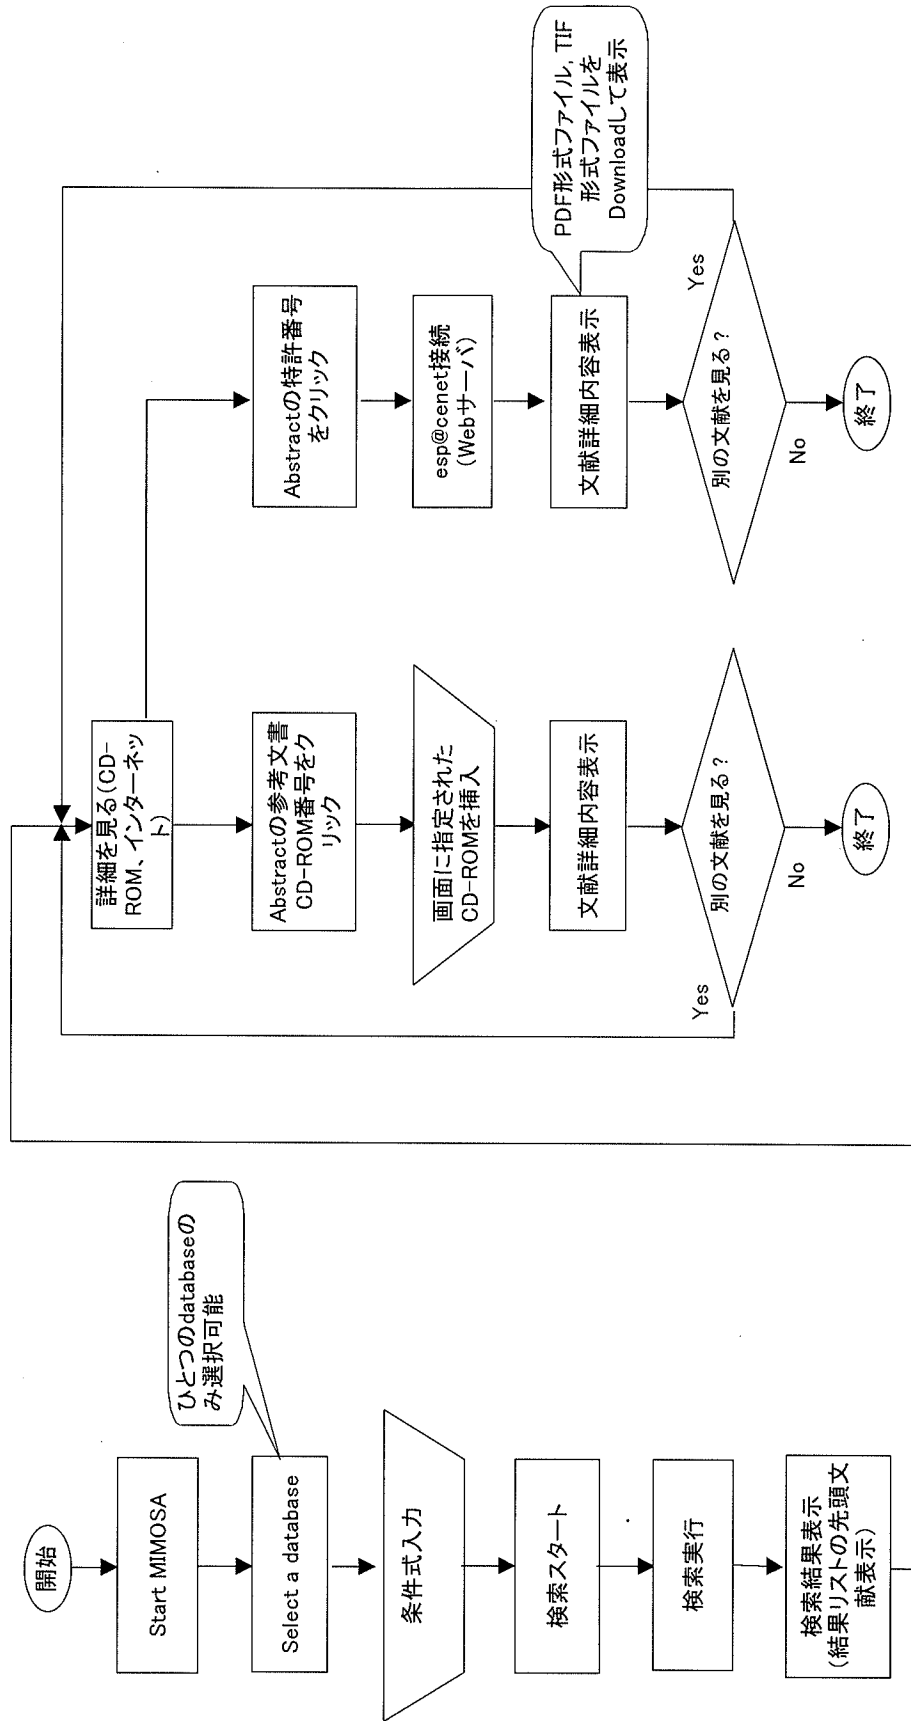 開始
Start MIMOSA
Select a database
ひとつのdatabaseの
み選択可能
条件式入力
検索スタート
検索実行
検索結果表示
(結果リストの先頭文
献表示)
詳細を見る(CD-
ROM、インターネッ
ト)
Abstractの参考文書
CD-ROM番号をク
リック
画面に指定された
CD-ROMを挿入
文献詳細内容表示
別の文献を見る?
Yes
No
終了
Abstractの特許番号
をクリック
esp@cenet接続
(Webサーバ)
文献詳細内容表示
PDF形式ファイル, TIF
形式ファイルを
Downloadして表示
別の文献を見る?
Yes
No
終了